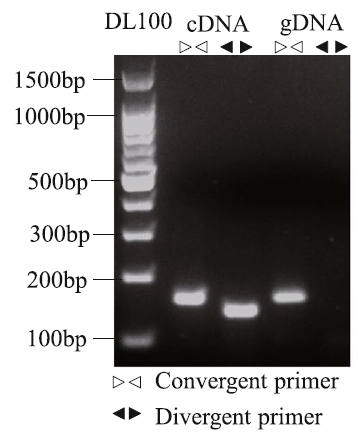 DL100 cDNA gDNA
▷◁ ◀▶ ▷◁ ◀▶
1500bp
1000bp
500bp
300bp
200bp
100bp
▷◁ Convergent primer
◀▶ Divergent primer